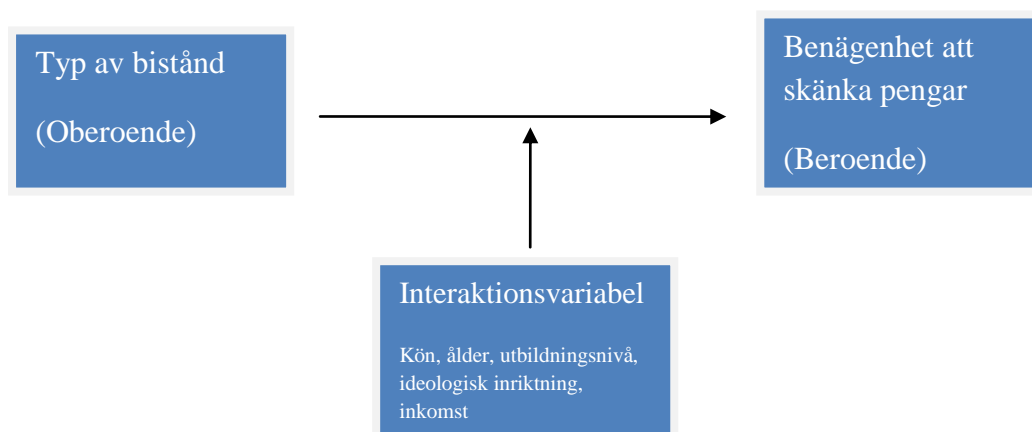 Typ av bistånd
(Oberoende)
Benägenhet att
skänka pengar
(Beroende)
Interaktionsvariabel
Kön, ålder, utbildningsnivå,
ideologisk inriktning,
inkomst